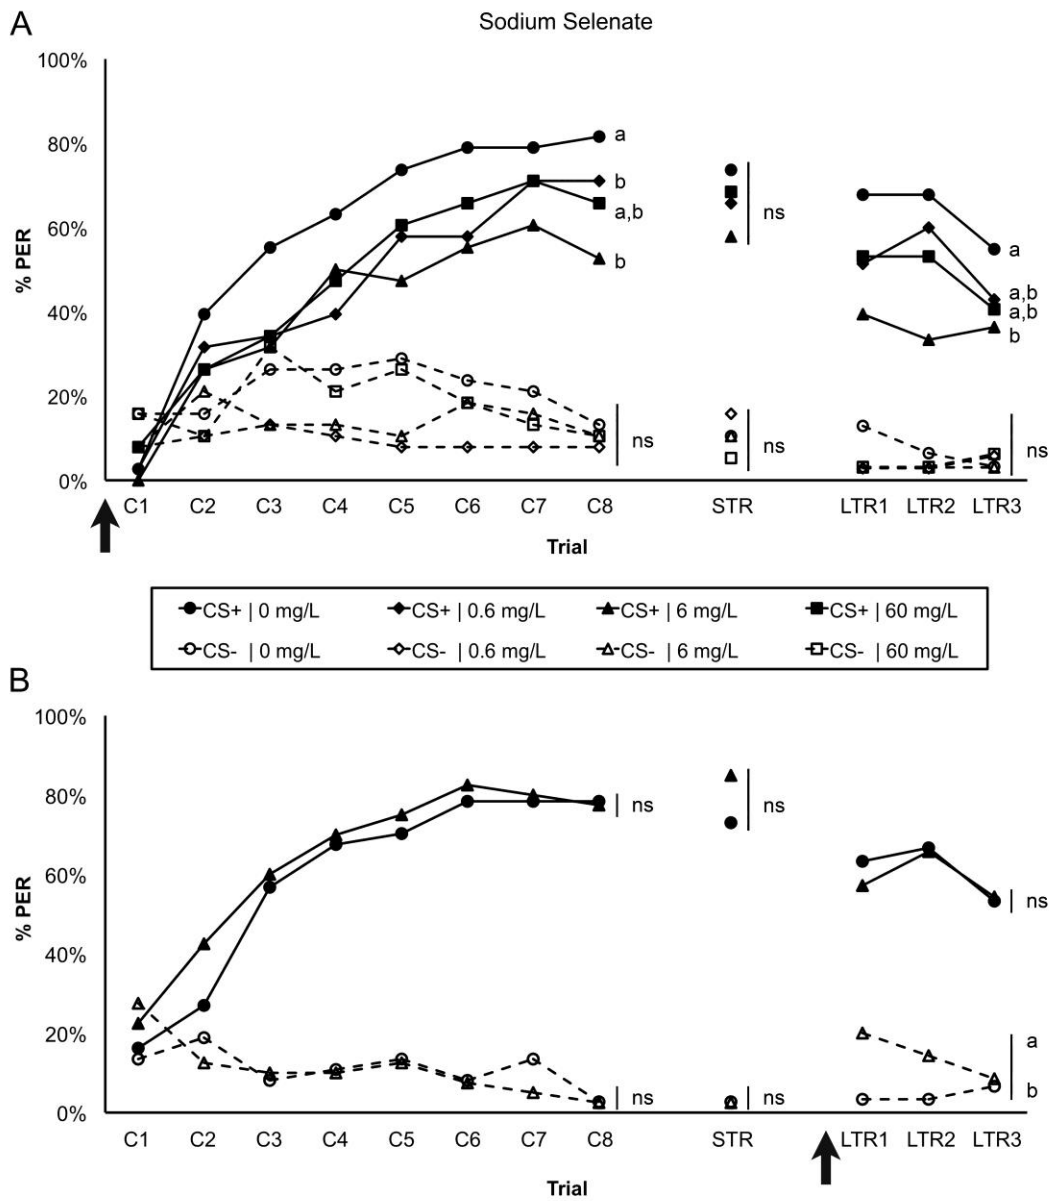 A
Sodium Selenate
100%
80%
60%
40%
20%
0%
% PER
a
b
a,b
b
ns
ns
ns
a
a,b
a,b
b
ns
C1 C2 C3 C4 C5 C6 C7 C8 STR LTR1 LTR2 LTR3
Trial
CS+ | 0 mg/L CS+ | 0.6 mg/L CS+ | 6 mg/L CS+ | 60 mg/L
CS- | 0 mg/L CS- | 0.6 mg/L CS- | 6 mg/L CS- | 60 mg/L
B
100%
80%
60%
40%
20%
0%
% PER
ns
ns
ns
ns
ns
a
b
C1 C2 C3 C4 C5 C6 C7 C8 STR LTR1 LTR2 LTR3
Trial